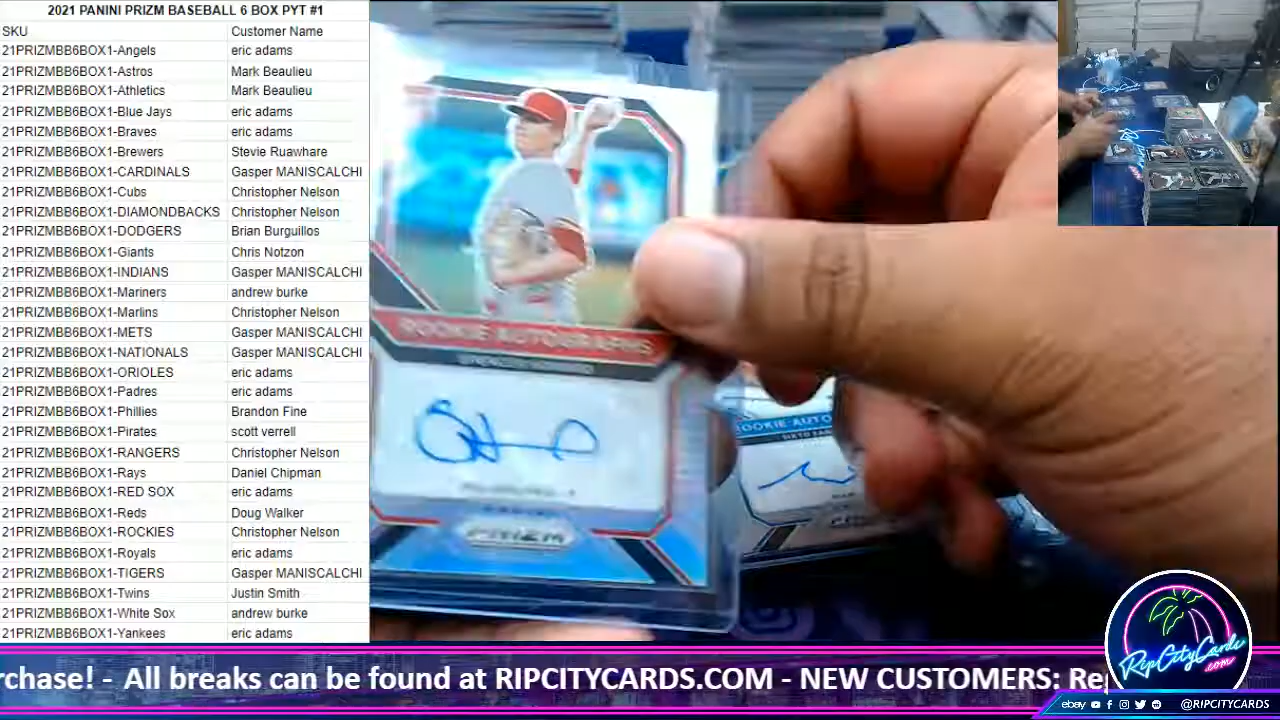 2021 PANINI PRIZM BASEBALL 6 BOX PYT #1
SKU Customer Name
21PRIZMBB6BOX1-Angels eric adams
21PRIZMBB6BOX1-Astros Mark Beaulieu
21PRIZMBB6BOX1-Athletics Mark Beaulieu
21PRIZMBB6BOX1-Blue Jays eric adams
21PRIZMBB6BOX1-Braves eric adams
21PRIZMBB6BOX1-Brewers Stevie Ruawhare
21PRIZMBB6BOX1-CARDINALS Gasper MANISCALCHI
21PRIZMBB6BOX1-Cubs Christopher Nelson
21PRIZMBB6BOX1-DIAMONDBACKS Christopher Nelson
21PRIZMBB6BOX1-DODGERS Brian Burguillos
21PRIZMBB6BOX1-Giants Chris Notzon
21PRIZMBB6BOX1-INDIANS Gasper MANISCALCHI
21PRIZMBB6BOX1-Mariners andrew burke
21PRIZMBB6BOX1-Marlins Christopher Nelson
21PRIZMBB6BOX1-METS Gasper MANISCALCHI
21PRIZMBB6BOX1-NATIONALS Gasper MANISCALCHI
21PRIZMBB6BOX1-ORIOLES eric adams
21PRIZMBB6BOX1-Padres eric adams
21PRIZMBB6BOX1-Phillies Brandon Fine
21PRIZMBB6BOX1-Pirates scott verrell
21PRIZMBB6BOX1-RANGERS Christopher Nelson
21PRIZMBB6BOX1-Rays Daniel Chipman
21PRIZMBB6BOX1-RED SOX eric adams
21PRIZMBB6BOX1-Reds Doug Walker
21PRIZMBB6BOX1-ROCKIES Christopher Nelson
21PRIZMBB6BOX1-Royals eric adams
21PRIZMBB6BOX1-TIGERS Gasper MANISCALCHI
21PRIZMBB6BOX1-Twins Justin Smith
21PRIZMBB6BOX1-White Sox andrew burke
21PRIZMBB6BOX1-Yankees eric adams
ROOKIE AUTOGRAPHS
PRIZM
ROOKIE AUTO
SIXTO
RipCityCards
.com
rchase! - All breaks can be found at RIPCITYCARDS.COM - NEW CUSTOMERS: Re
ebay @RIPCITYCARDS